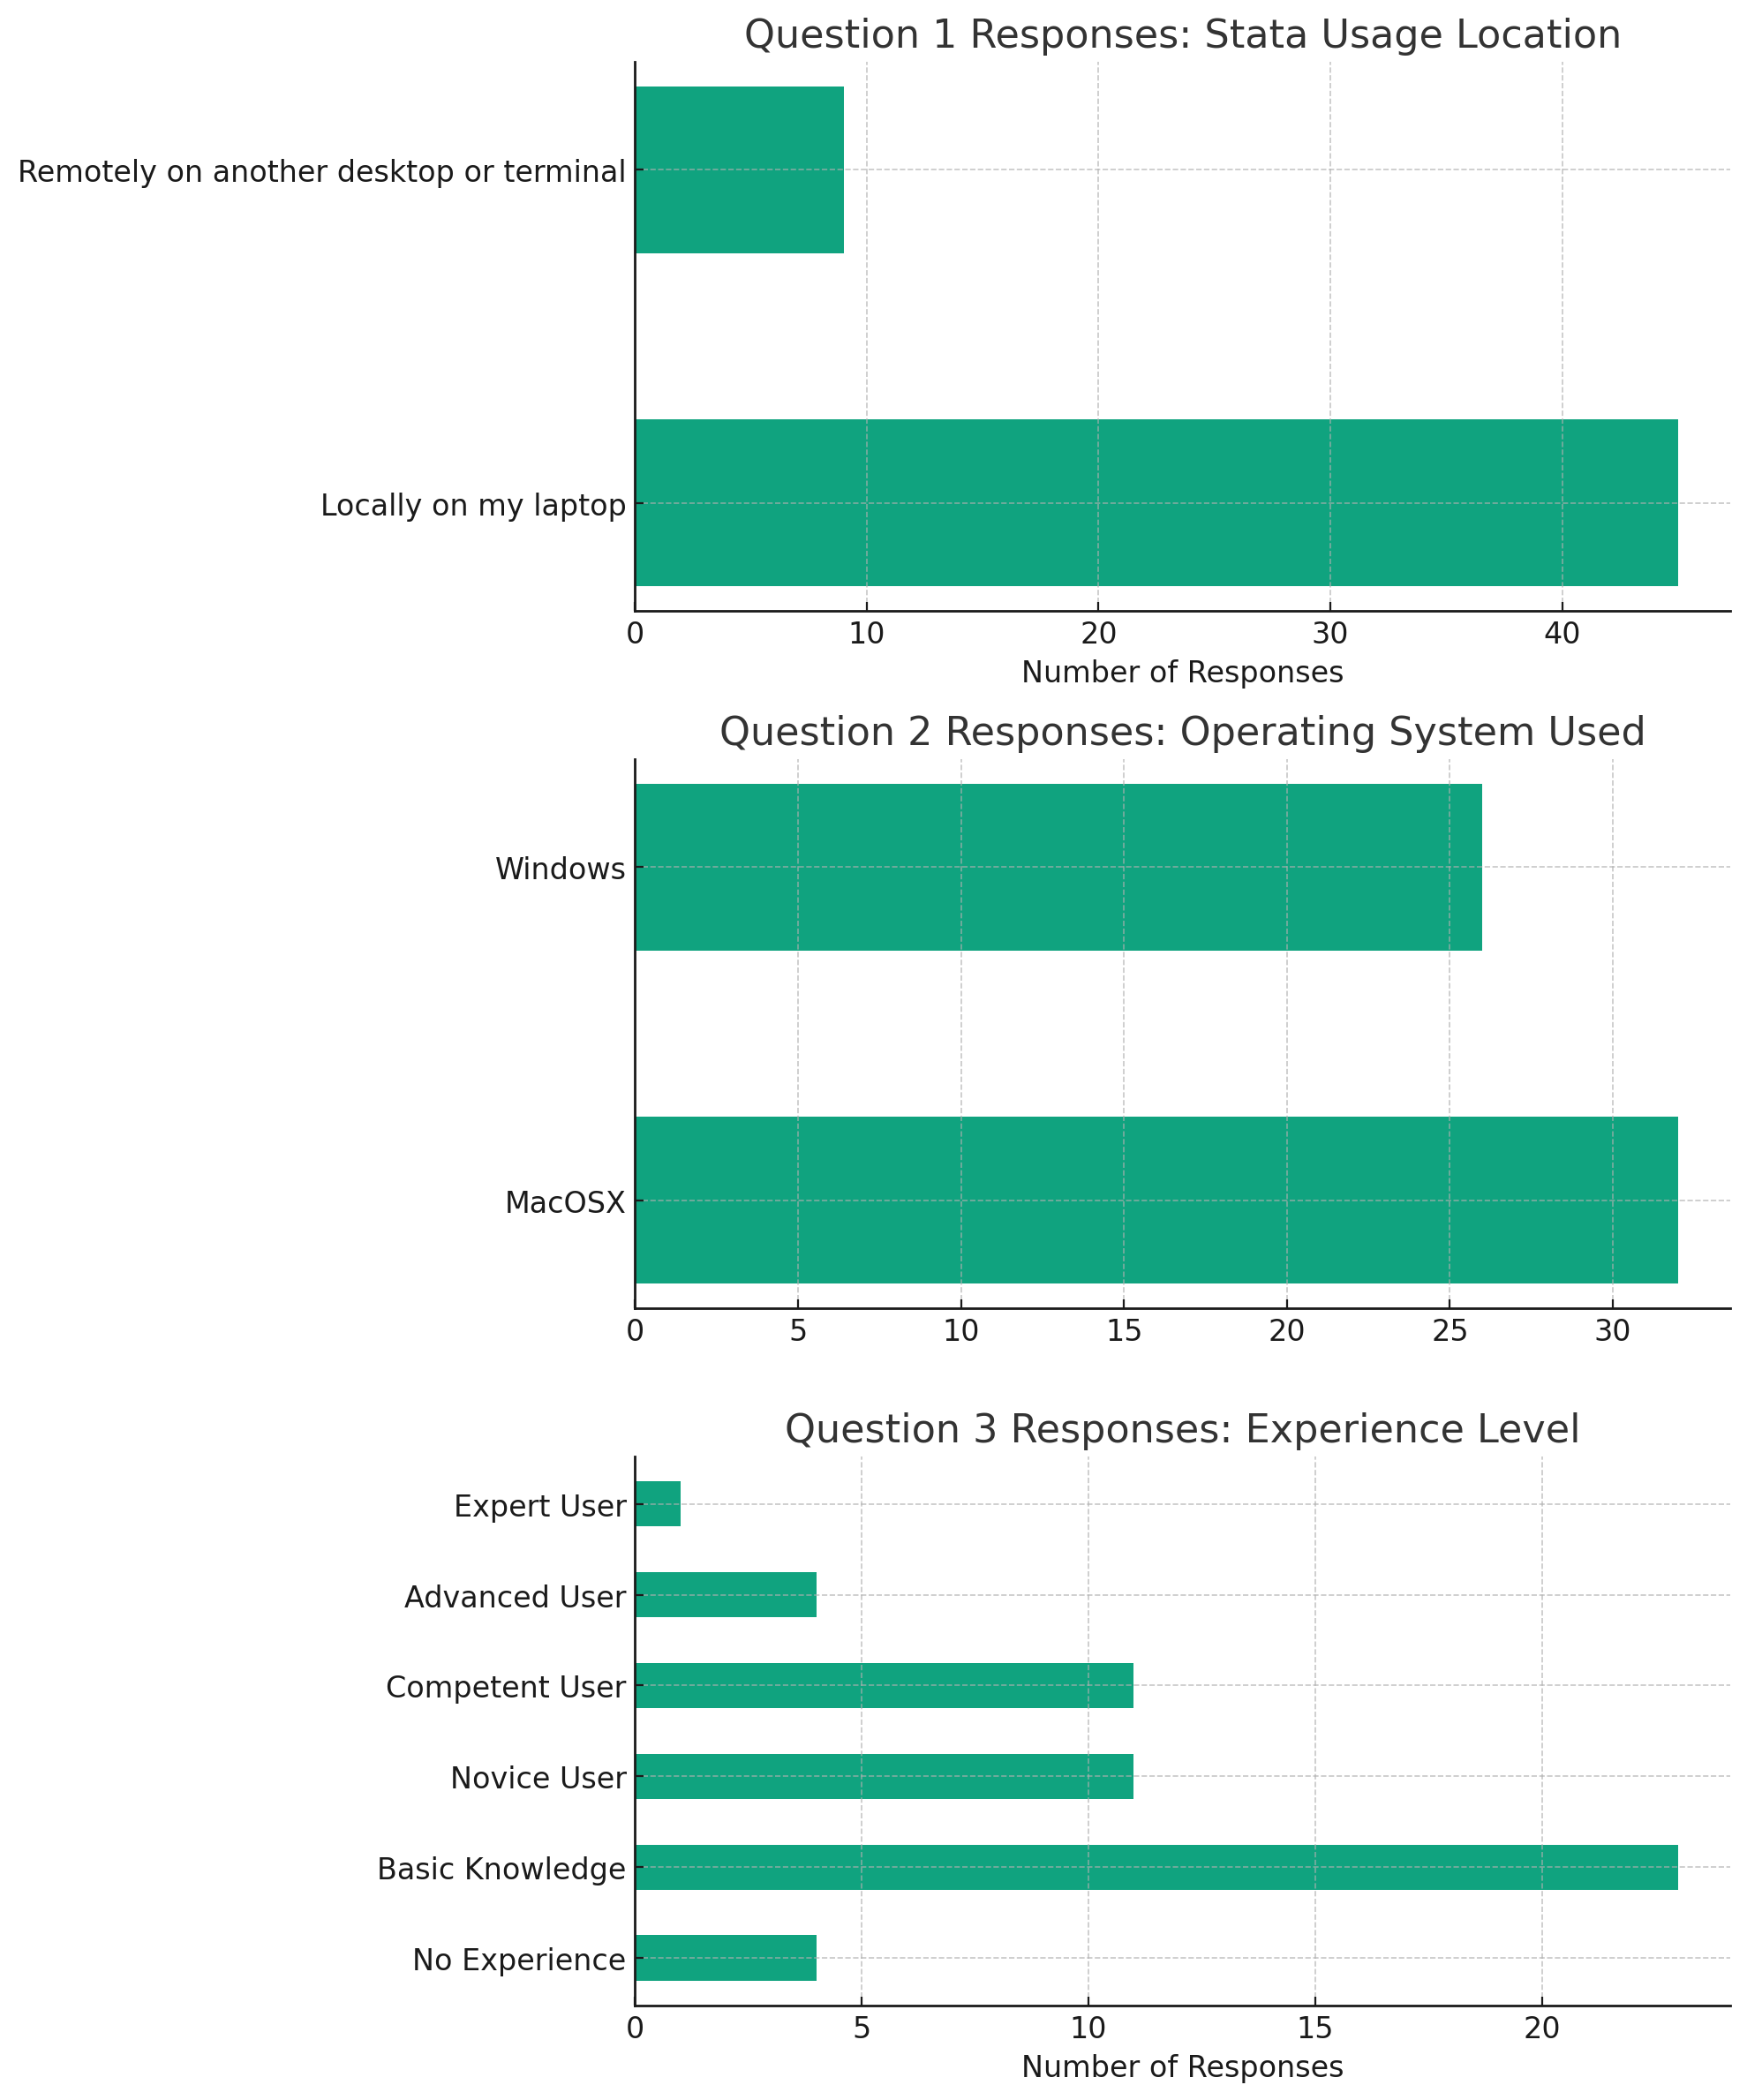 Question 1 Responses: Stata Usage Location
Remotely on another desktop or terminal
Locally on my laptop
0 10 20 30 40
Number of Responses
Question 2 Responses: Operating System Used
Windows
MacOSX
0 5 10 15 20 25 30
Question 3 Responses: Experience Level
Expert User
Advanced User
Competent User
Novice User
Basic Knowledge
No Experience
0 5 10 15 20
Number of Responses